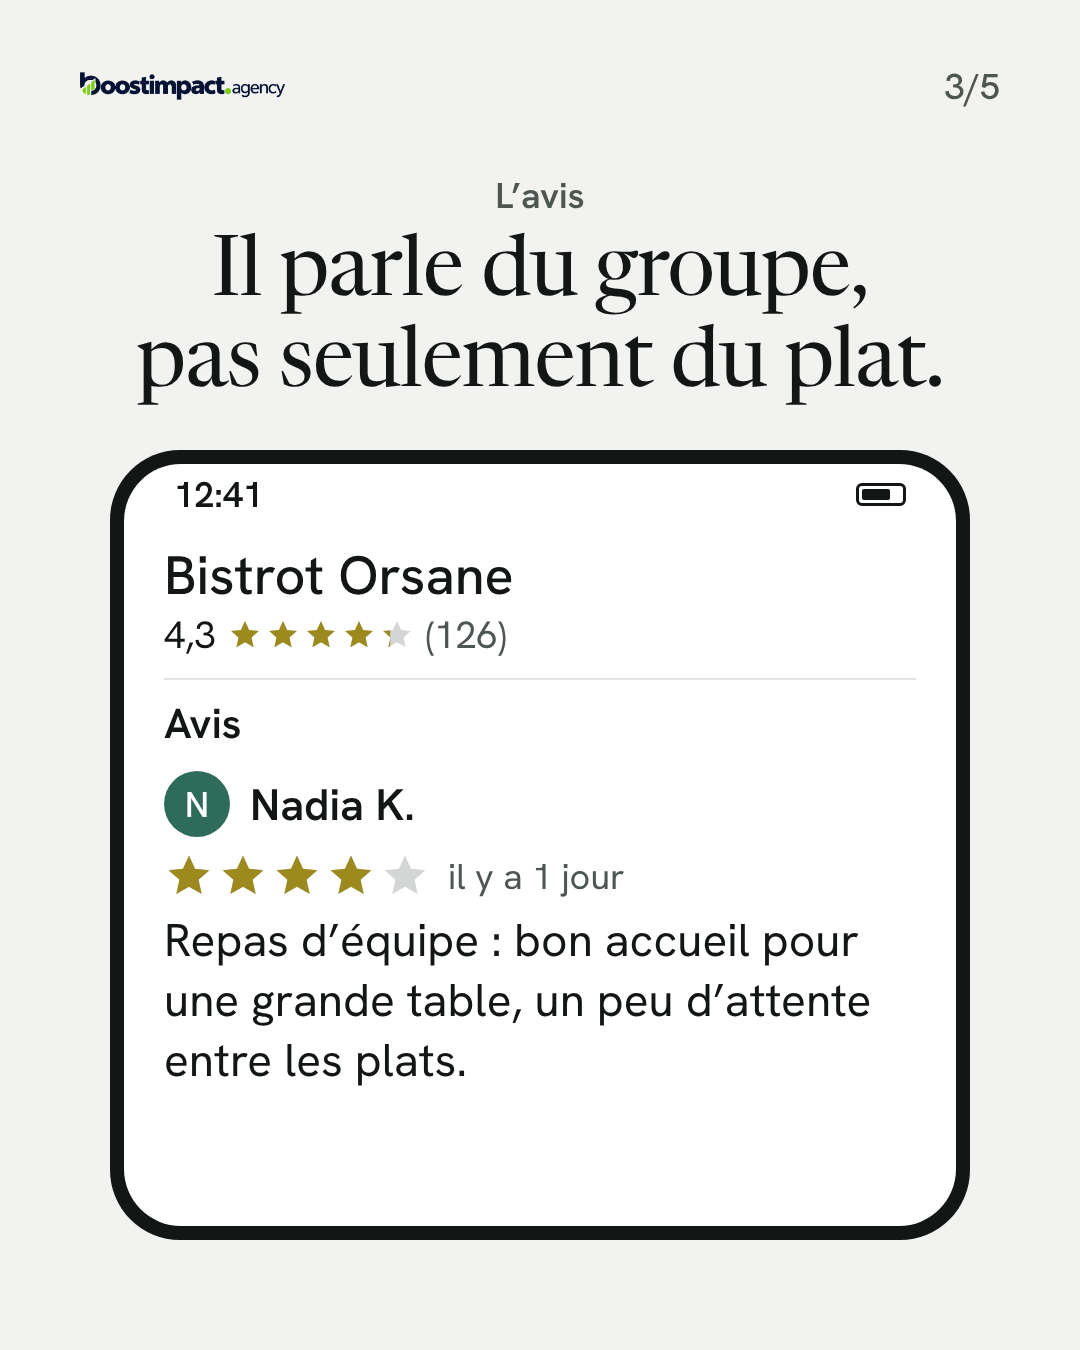 boostimpact.agency
3/5
L’avis
Il parle du groupe,
pas seulement du plat.
12:41
Bistrot Orsane
4,3 (126)
Avis
N Nadia K.
il y a 1 jour
Repas d’équipe : bon accueil pour
une grande table, un peu d’attente
entre les plats.